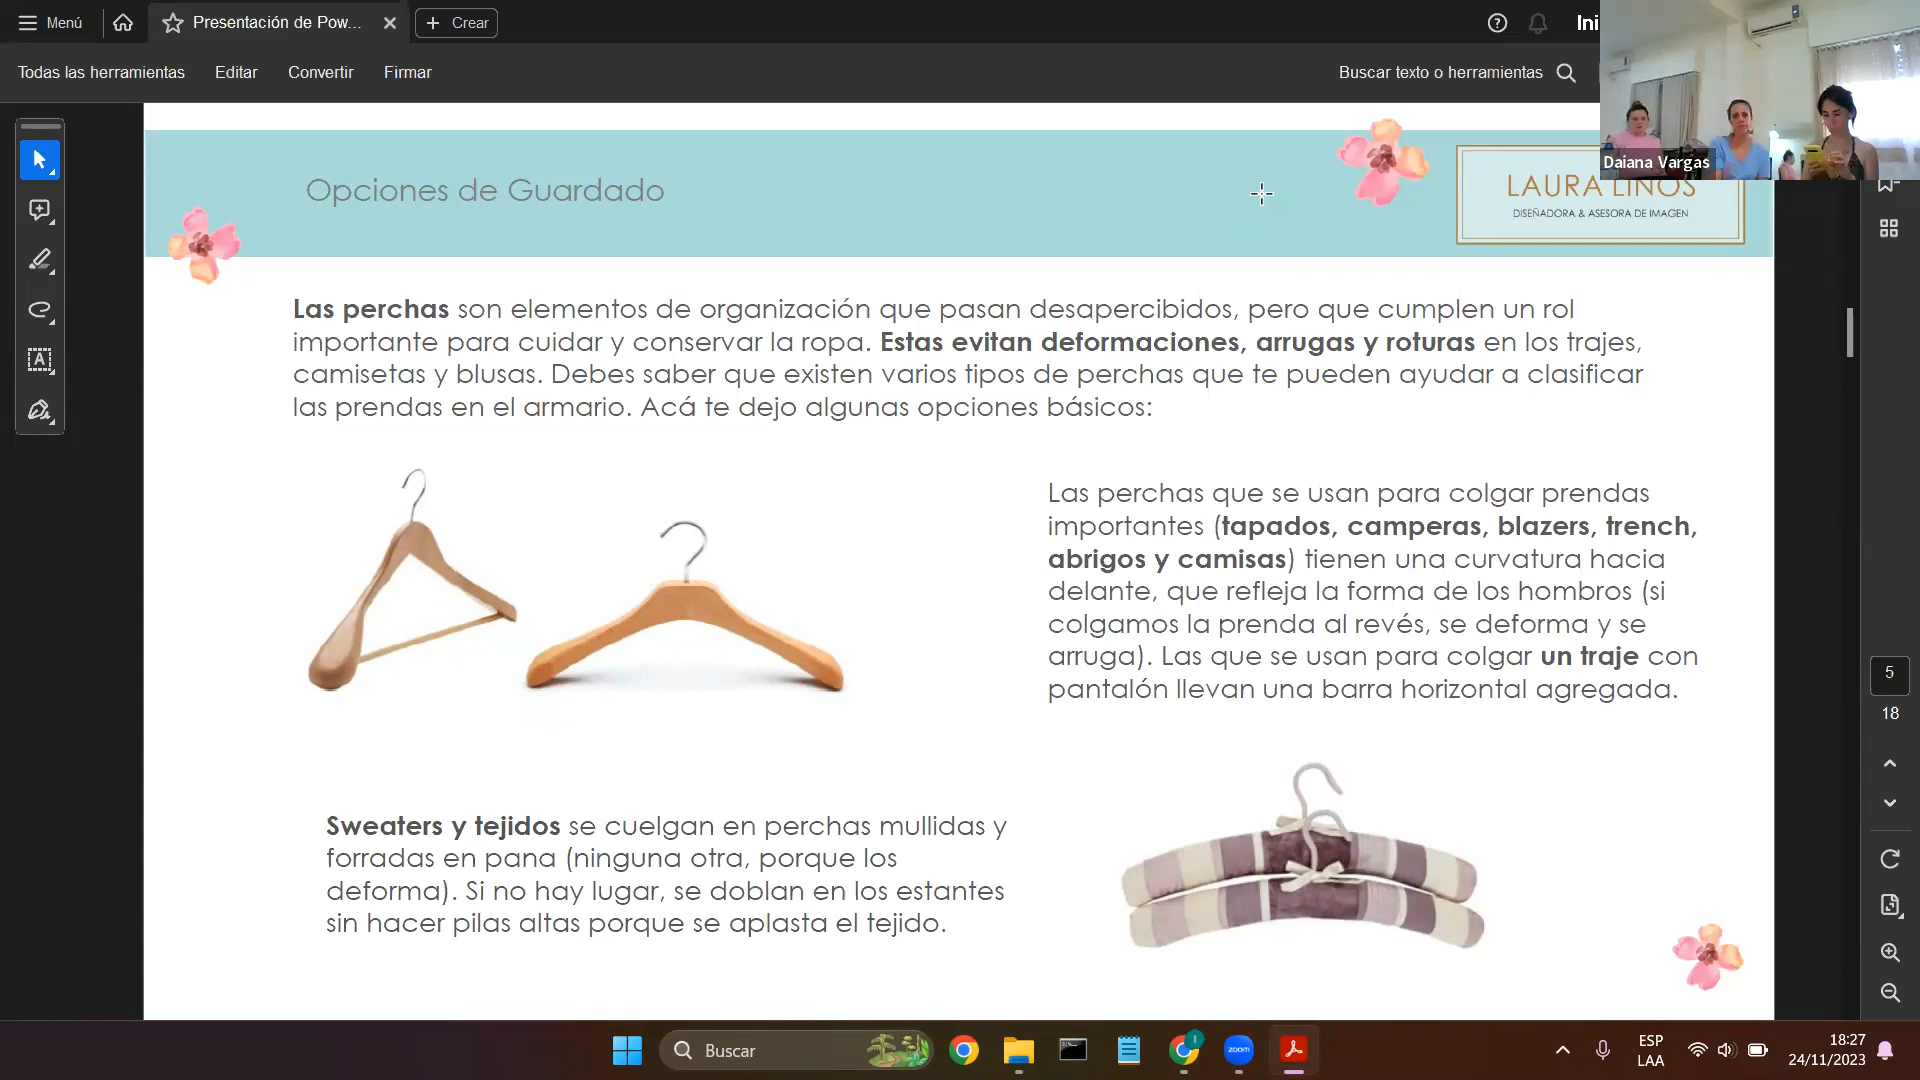 Menú
Presentación de Pow...
Crear
Ini
Todas las herramientas
Editar
Convertir
Firmar
Buscar texto o herramientas
Daiana Vargas
Opciones de Guardado
LAURA LINOS
DISEÑADORA & ASESORA DE IMAGEN
Las perchas son elementos de organización que pasan desapercibidos, pero que cumplen un rol
importante para cuidar y conservar la ropa. Estas evitan deformaciones, arrugas y roturas en los trajes,
camisetas y blusas. Debes saber que existen varios tipos de perchas que te pueden ayudar a clasificar
las prendas en el armario. Acá te dejo algunas opciones básicos:
Las perchas que se usan para colgar prendas
importantes (tapados, camperas, blazers, trench,
abrigos y camisas) tienen una curvatura hacia
delante, que refleja la forma de los hombros (si
colgamos la prenda al revés, se deforma y se
arruga). Las que se usan para colgar un traje con
pantalón llevan una barra horizontal agregada.
Sweaters y tejidos se cuelgan en perchas mullidas y
forradas en pana (ninguna otra, porque los
deforma). Si no hay lugar, se doblan en los estantes
sin hacer pilas altas porque se aplasta el tejido.
5
18
Buscar
zoom
ESP
LAA
18:27
24/11/2023